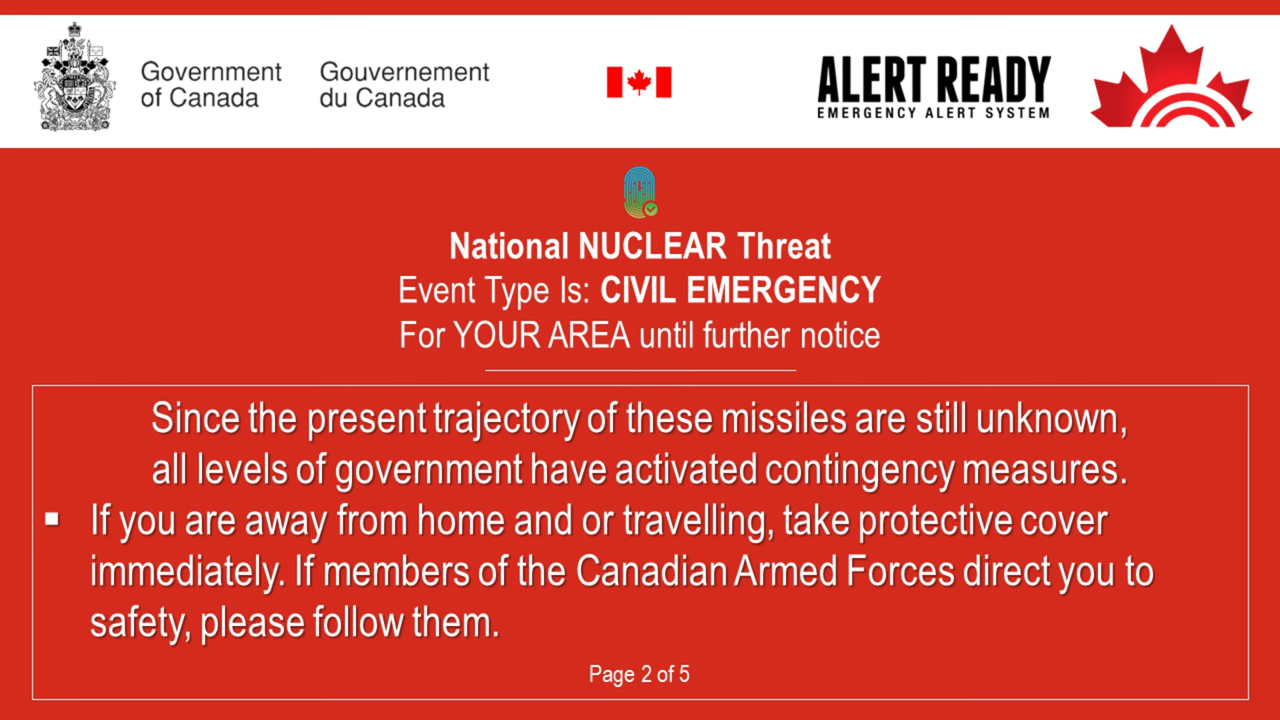 Government of Canada
Gouvernement du Canada
ALERT READY
EMERGENCY ALERT SYSTEM
National NUCLEAR Threat
Event Type Is: CIVIL EMERGENCY
For YOUR AREA until further notice
Since the present trajectory of these missiles are still unknown,
all levels of government have activated contingency measures.
▪ If you are away from home and or travelling, take protective cover
immediately. If members of the Canadian Armed Forces direct you to
safety, please follow them.
Page 2 of 5